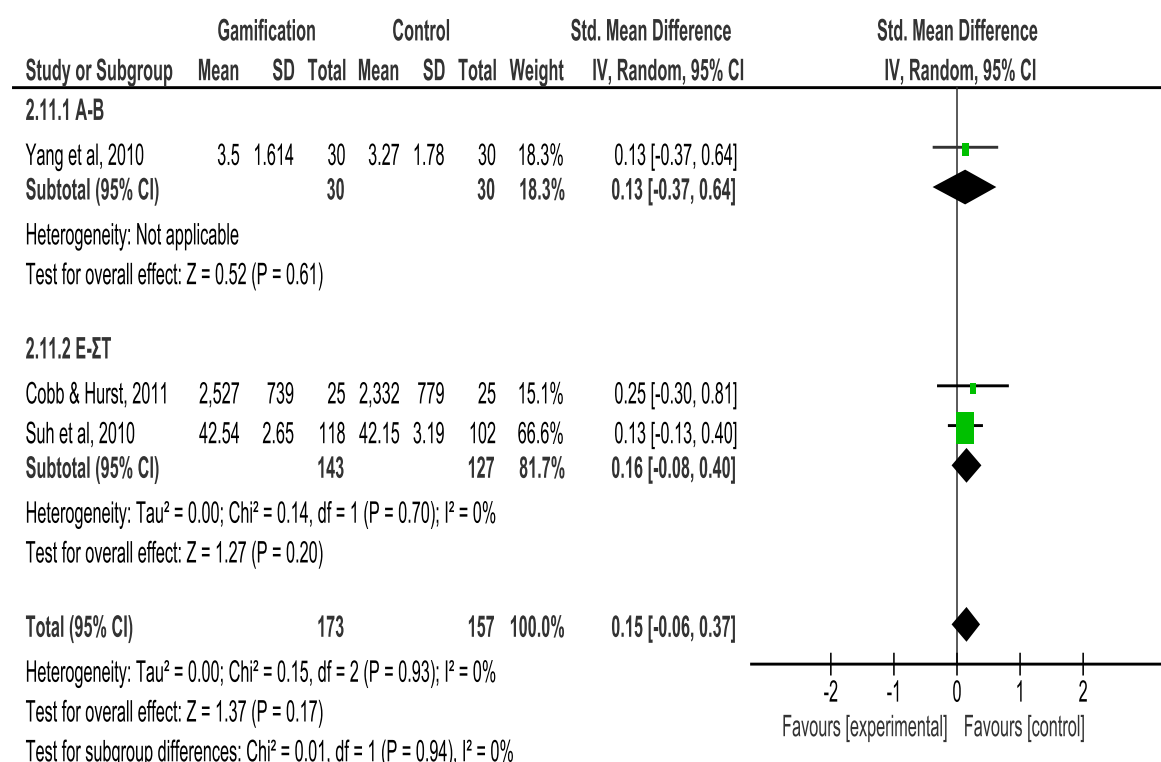 Gamification Control Std. Mean Difference Std. Mean Difference
Study or Subgroup Mean SD Total Mean SD Total Weight IV, Random, 95% CI IV, Random, 95% CI
2.11.1 A-B
Yang et al, 2010 3.5 1.614 30 3.27 1.78 30 18.3% 0.13 [-0.37, 0.64]
Subtotal (95% CI) 30 30 18.3% 0.13 [-0.37, 0.64]
Heterogeneity: Not applicable
Test for overall effect: Z = 0.52 (P = 0.61)
2.11.2 Ε-ΣΤ
Cobb & Hurst, 2011 2,527 739 25 2,332 779 25 15.1% 0.25 [-0.30, 0.81]
Suh et al, 2010 42.54 2.65 118 42.15 3.19 102 66.6% 0.13 [-0.13, 0.40]
Subtotal (95% CI) 143 127 81.7% 0.16 [-0.08, 0.40]
Heterogeneity: Tau² = 0.00; Chi² = 0.14, df = 1 (P = 0.70); I² = 0%
Test for overall effect: Z = 1.27 (P = 0.20)
Total (95% CI) 173 157 100.0% 0.15 [-0.06, 0.37]
Heterogeneity: Tau² = 0.00; Chi² = 0.15, df = 2 (P = 0.93); I² = 0%
Test for overall effect: Z = 1.37 (P = 0.17)
Test for subgroup differences: Chi² = 0.01, df = 1 (P = 0.94), I² = 0%
-2 -1 0 1 2
Favours [experimental] Favours [control]